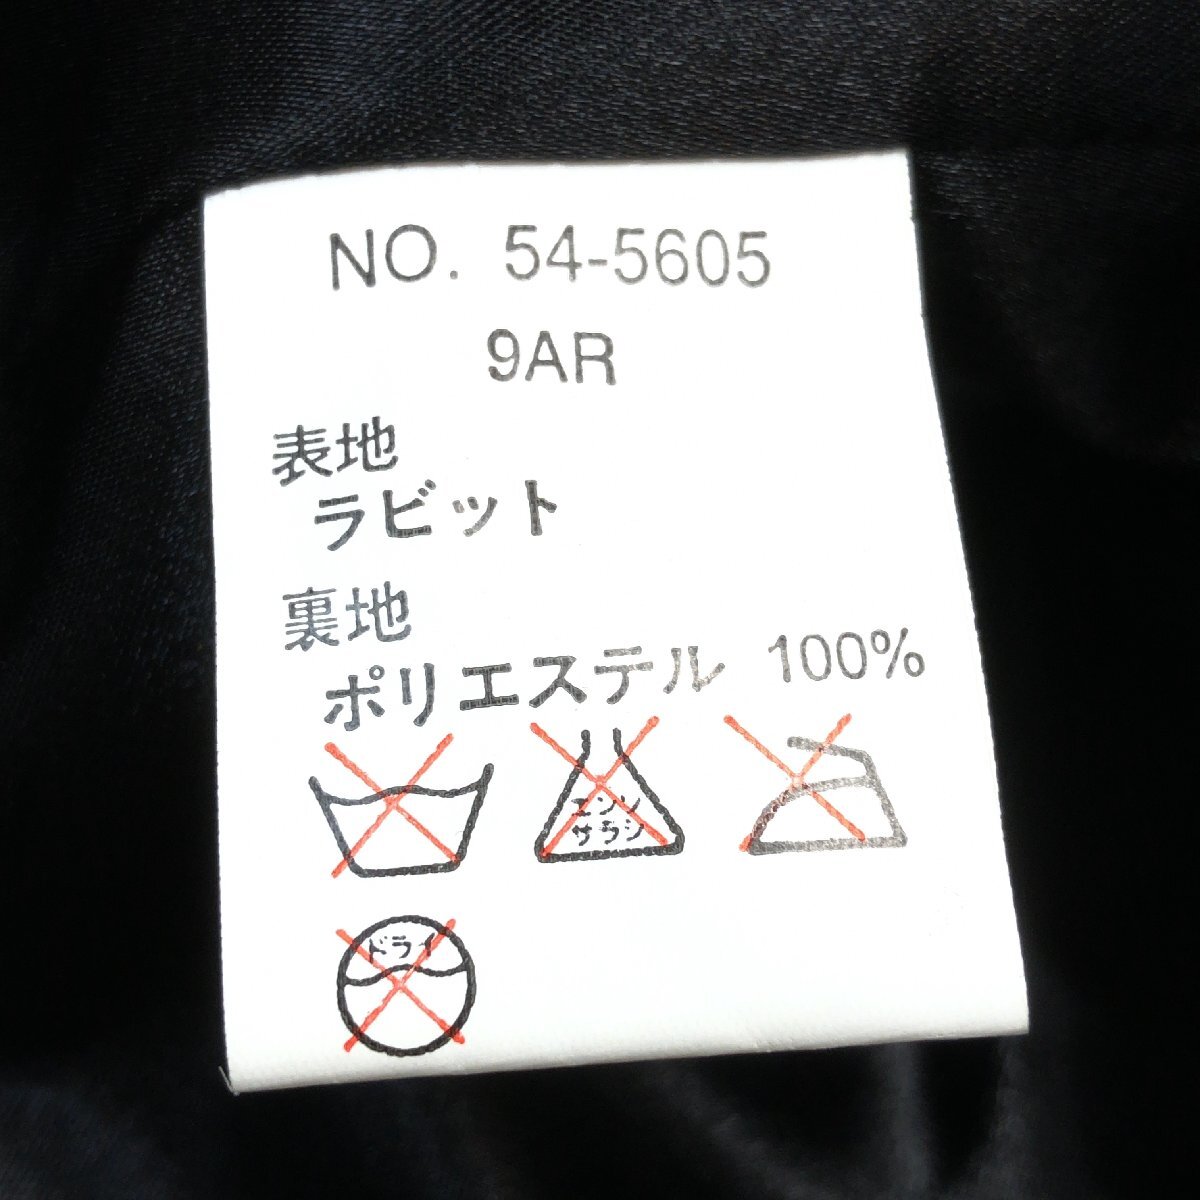 NO. 54-5605
9AR
表地
ラビット
裏地
ポリエステル 100%
エンソ
サラシ
ドライ